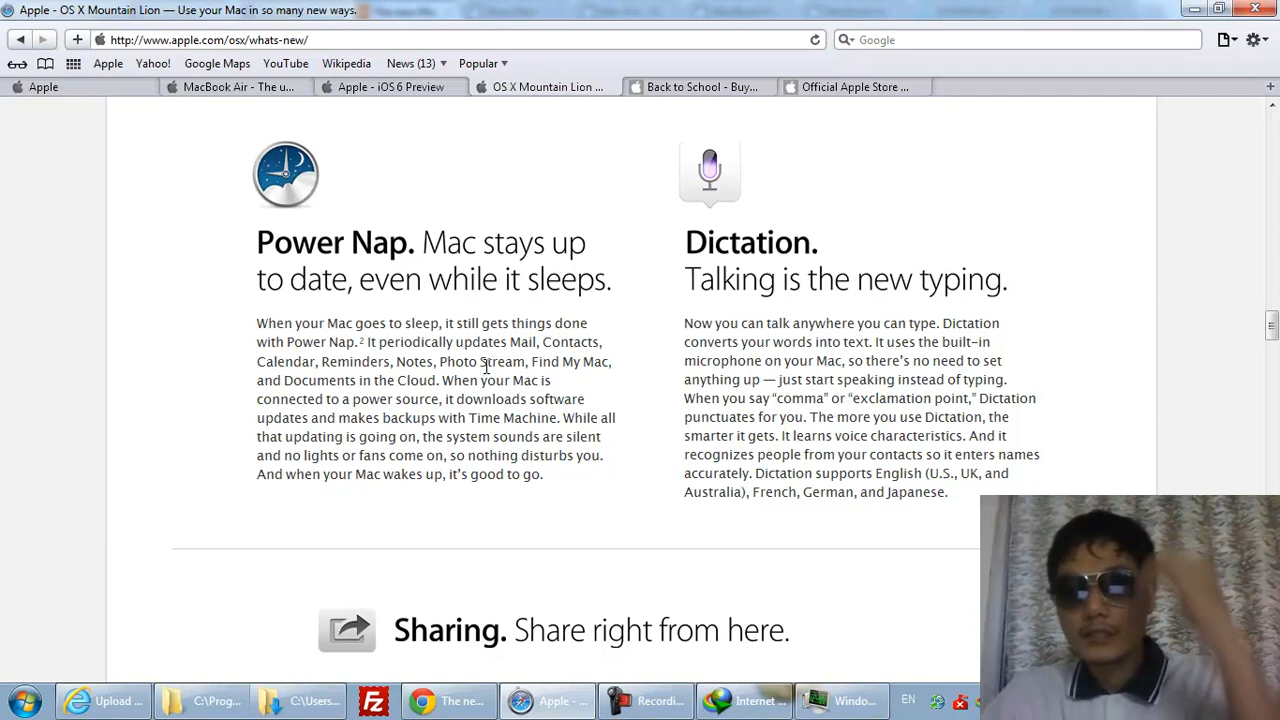 Apple - OS X Mountain Lion — Use your Mac in so many new ways.
http://www.apple.com/osx/whats-new/
Google
Apple Yahoo! Google Maps YouTube Wikipedia News (13) Popular
Apple
MacBook Air - The u...
Apple - iOS 6 Preview
OS X Mountain Lion ...
Back to School - Buy...
Official Apple Store ...
Power Nap. Mac stays up
to date, even while it sleeps.
When your Mac goes to sleep, it still gets things done
with Power Nap.² It periodically updates Mail, Contacts,
Calendar, Reminders, Notes, Photo Stream, Find My Mac,
and Documents in the Cloud. When your Mac is
connected to a power source, it downloads software
updates and makes backups with Time Machine. While all
that updating is going on, the system sounds are silent
and no lights or fans come on, so nothing disturbs you.
And when your Mac wakes up, it’s good to go.
Dictation.
Talking is the new typing.
Now you can talk anywhere you can type. Dictation
converts your words into text. It uses the built-in
microphone on your Mac, so there’s no need to set
anything up — just start speaking instead of typing.
When you say “comma” or “exclamation point,” Dictation
punctuates for you. The more you use Dictation, the
smarter it gets. It learns voice characteristics. And it
recognizes people from your contacts so it enters names
accurately. Dictation supports English (U.S., UK, and
Australia), French, German, and Japanese.
Sharing. Share right from here.
Upload ...
C:\Prog...
C:\Users...
Fz
The ne...
Apple - ...
Recordi...
Internet ...
Windo...
EN